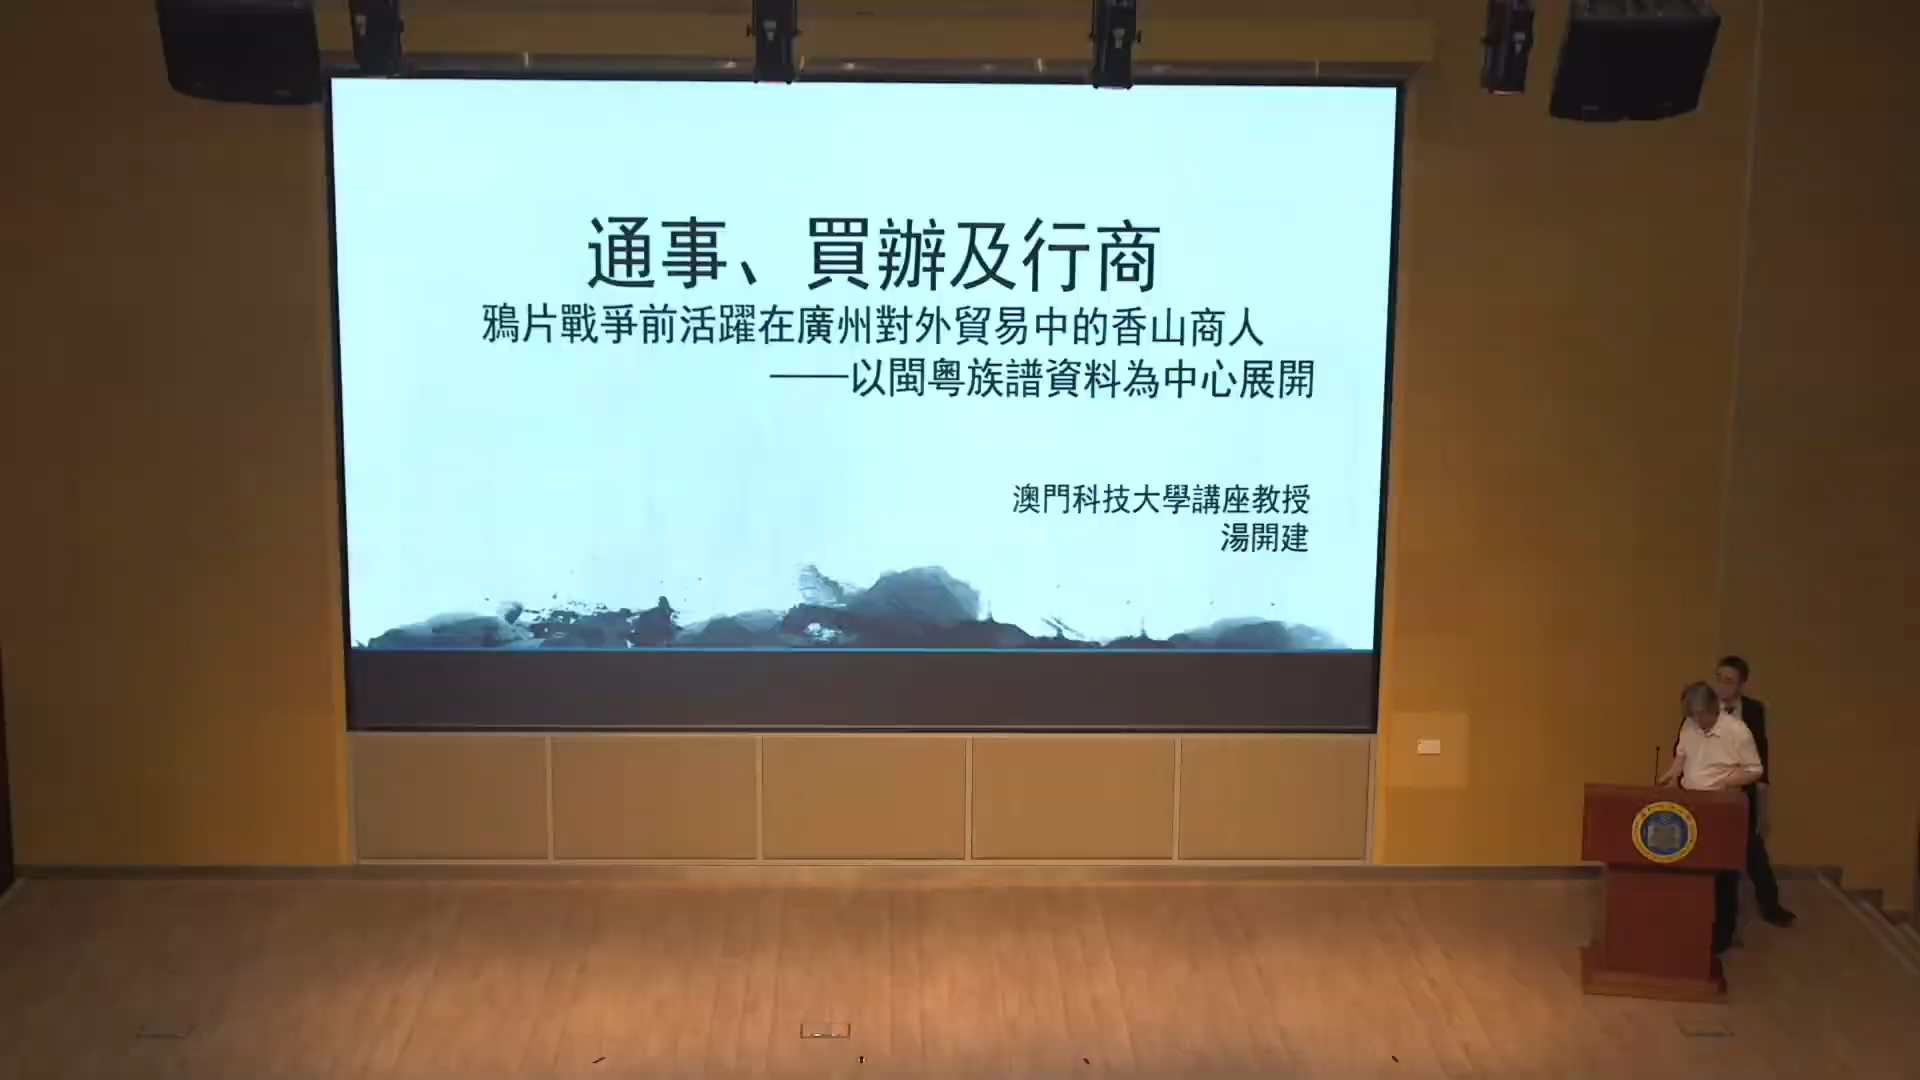 通事、買辦及行商
鴉片戰爭前活躍在廣州對外貿易中的香山商人
——以閩粵族譜資料為中心展開
澳門科技大學講座教授
湯開建